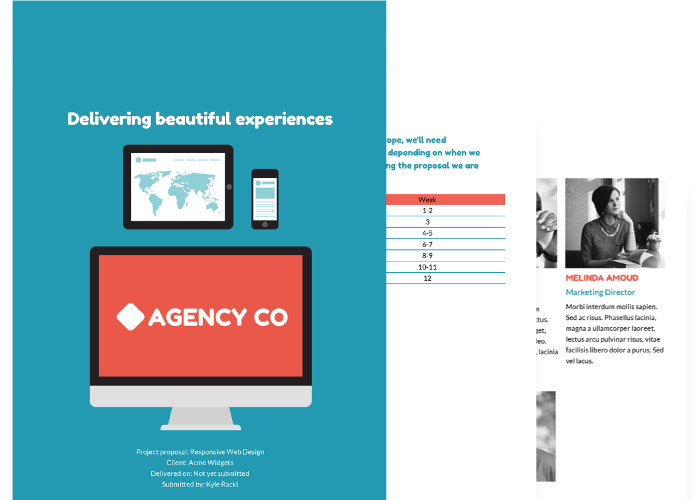 Delivering beautiful experiences
AGENCY CO
Project proposal: Responsive Web Design
Client: Acme Widgets
Delivered on: Not yet submitted
Submitted by: Kyle Racki
ope, we'll need
depending on when we
ng the proposal we are
Week
1-2
3
4-5
6-7
8-9
10-11
12
ctus.
get,
leo.
, lacinia
MELINDA AMOUD
Marketing Director
Morbi interdum mollis sapien.
Sed ac risus. Phasellus lacinia,
magna a ullamcorper laoreet,
lectus arcu pulvinar risus, vitae
facilisis libero dolor a purus. Sed
vel lacus.